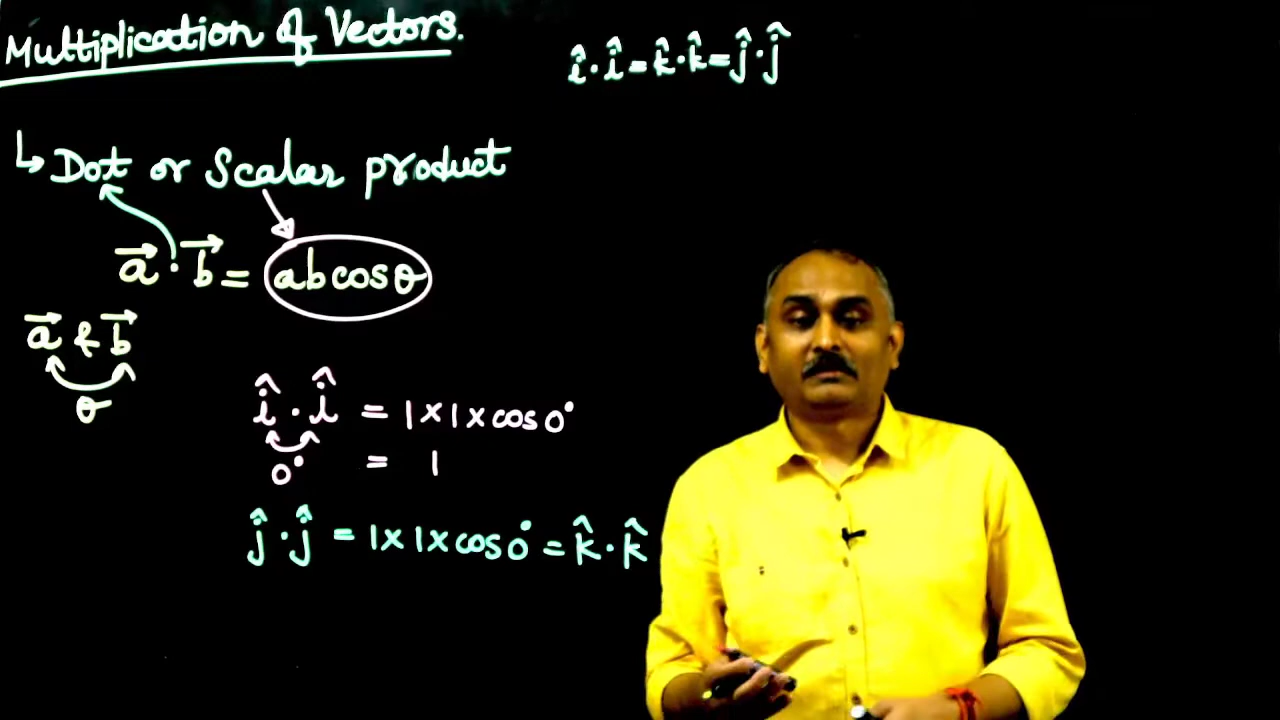 Multiplication of Vectors.
î·î=k̂·k̂=ĵ·ĵ
↳ Dot or Scalar product
a⃗·b⃗ = abcosθ
a⃗ & b⃗
θ
î·î = 1×1×cos0°
0° = 1
ĵ·ĵ = 1×1×cos0° = k̂·k̂